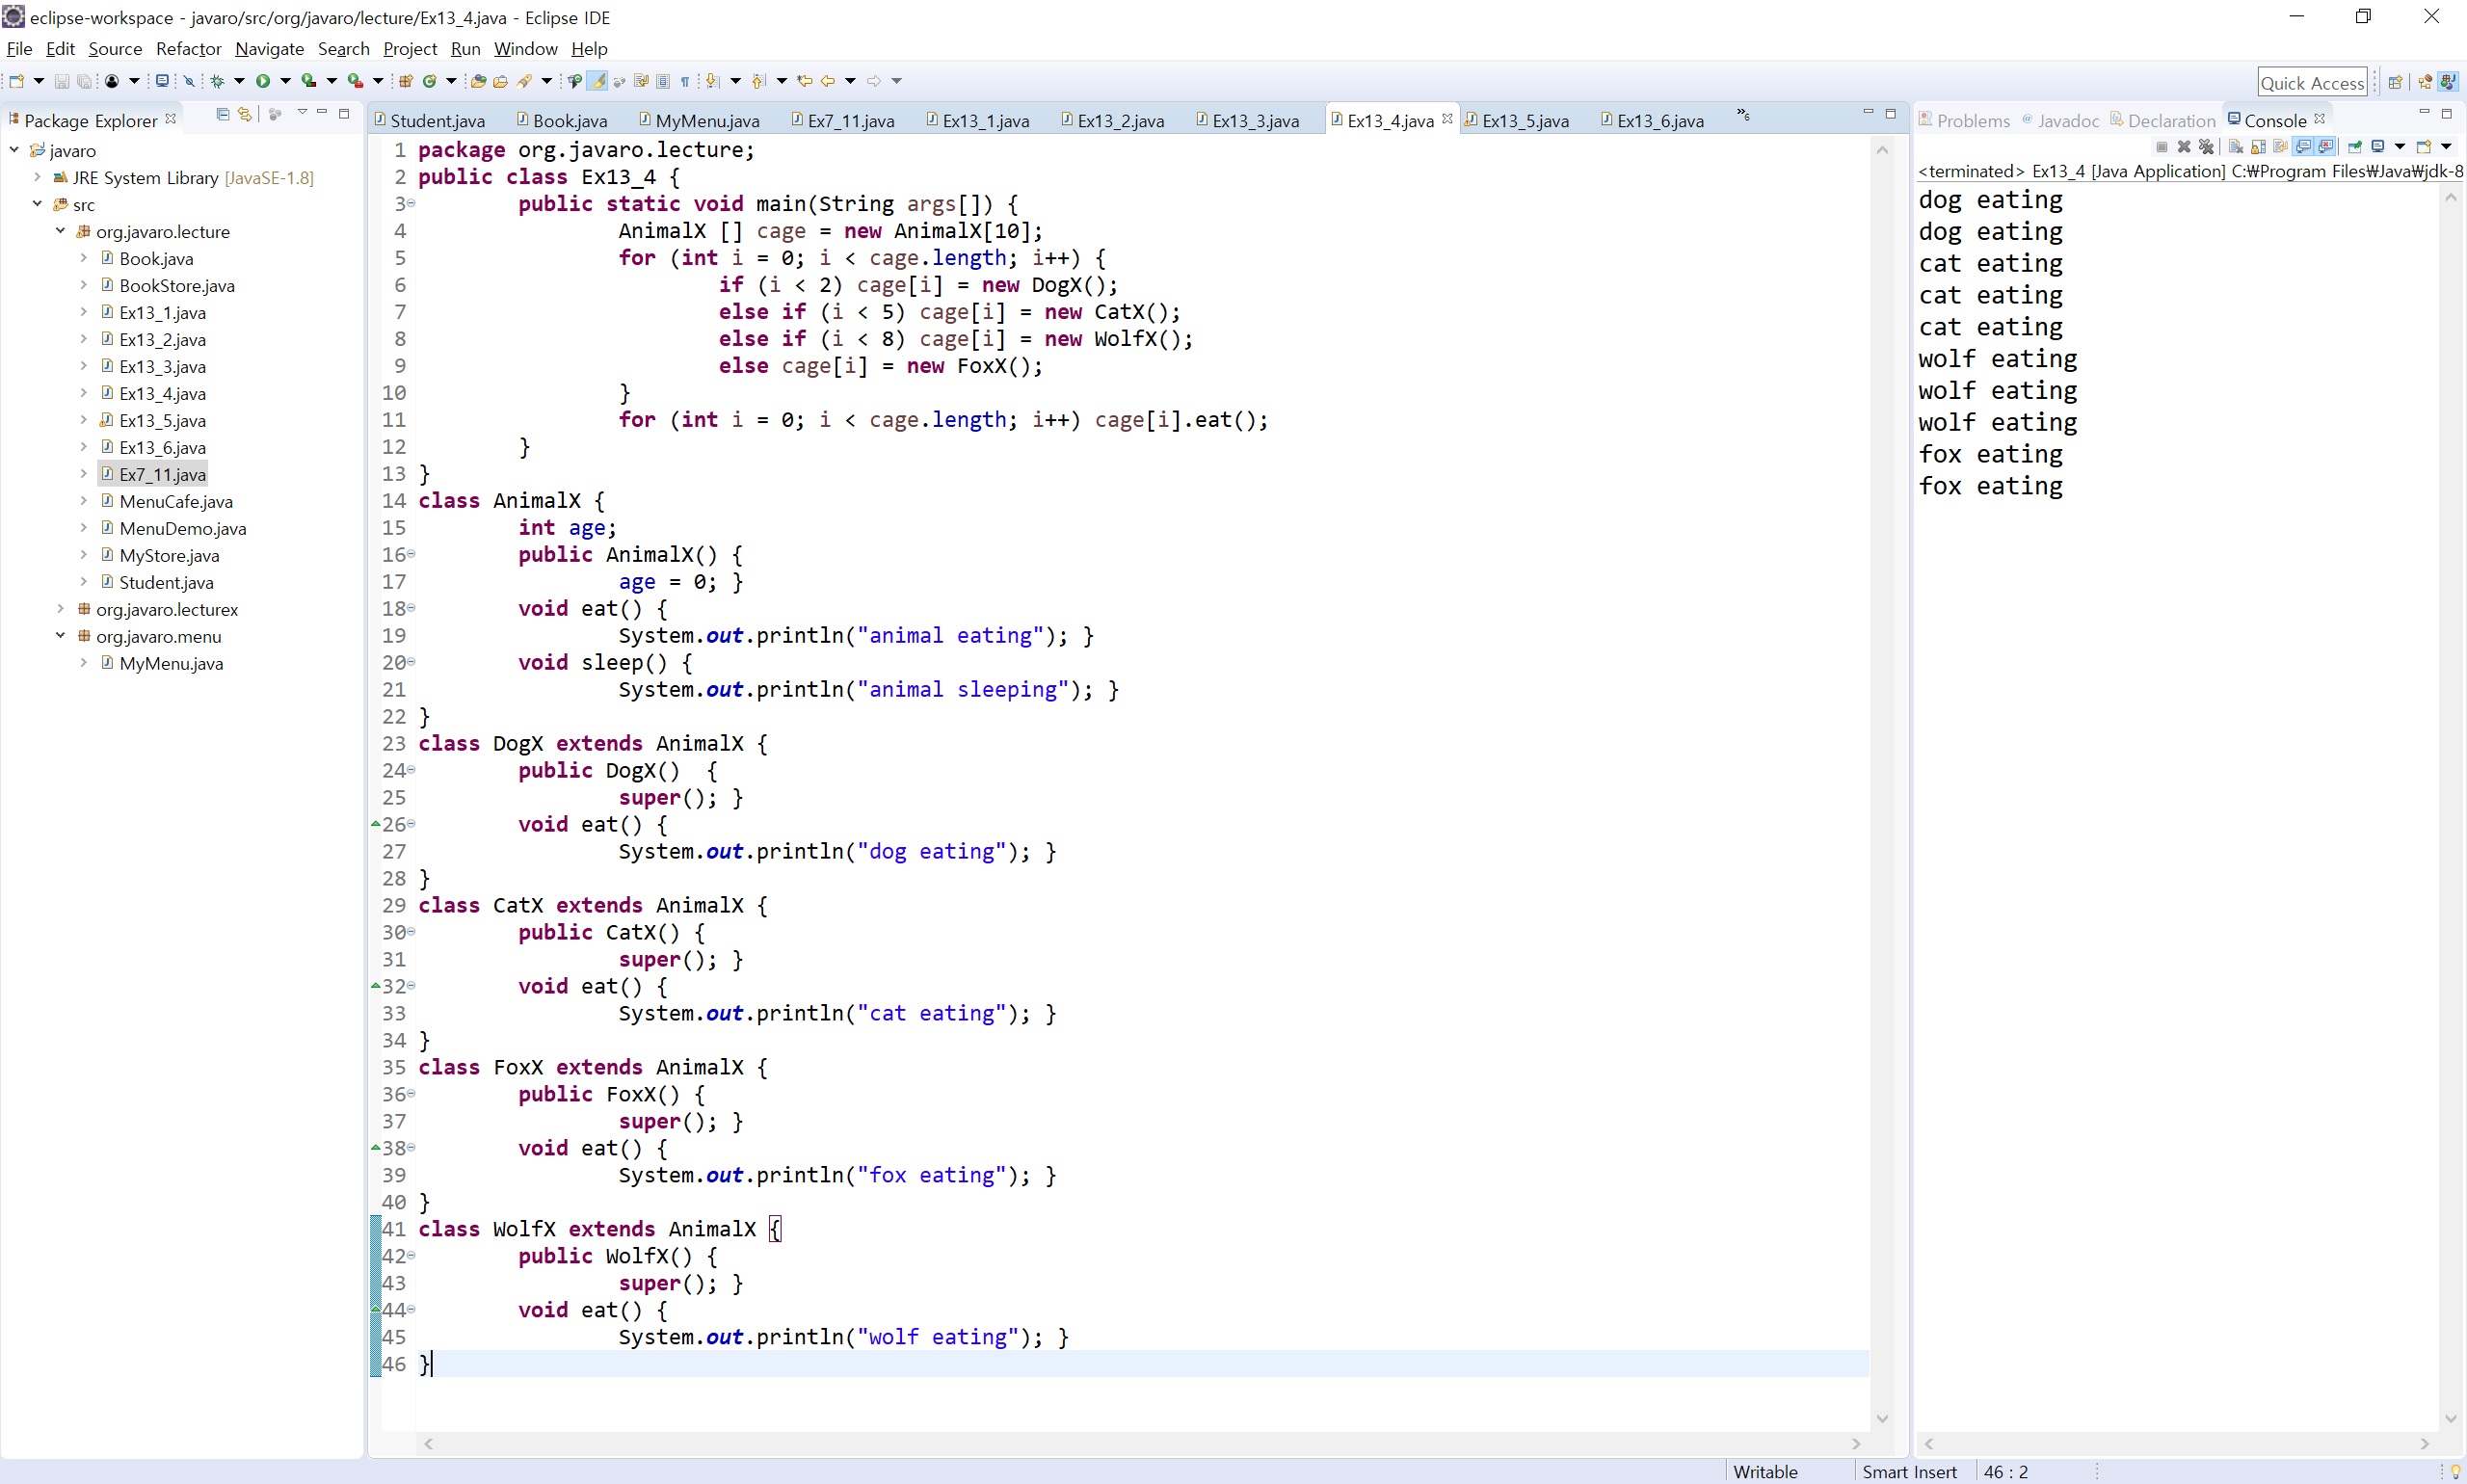 eclipse-workspace - javaro/src/org/javaro/lecture/Ex13_4.java - Eclipse IDE
File Edit Source Refactor Navigate Search Project Run Window Help
Quick Access
Package Explorer
javaro
JRE System Library [JavaSE-1.8]
src
org.javaro.lecture
Book.java
BookStore.java
Ex13_1.java
Ex13_2.java
Ex13_3.java
Ex13_4.java
Ex13_5.java
Ex13_6.java
Ex7_11.java
MenuCafe.java
MenuDemo.java
MyStore.java
Student.java
org.javaro.lecturex
org.javaro.menu
MyMenu.java
Student.java Book.java MyMenu.java Ex7_11.java Ex13_1.java Ex13_2.java Ex13_3.java Ex13_4.java Ex13_5.java Ex13_6.java »6
1 package org.javaro.lecture;
2 public class Ex13_4 {
3 public static void main(String args[]) {
4 AnimalX [] cage = new AnimalX[10];
5 for (int i = 0; i < cage.length; i++) {
6 if (i < 2) cage[i] = new DogX();
7 else if (i < 5) cage[i] = new CatX();
8 else if (i < 8) cage[i] = new WolfX();
9 else cage[i] = new FoxX();
10 }
11 for (int i = 0; i < cage.length; i++) cage[i].eat();
12 }
13 }
14 class AnimalX {
15 int age;
16 public AnimalX() {
17 age = 0; }
18 void eat() {
19 System.out.println("animal eating"); }
20 void sleep() {
21 System.out.println("animal sleeping"); }
22 }
23 class DogX extends AnimalX {
24 public DogX()  {
25 super(); }
26 void eat() {
27 System.out.println("dog eating"); }
28 }
29 class CatX extends AnimalX {
30 public CatX() {
31 super(); }
32 void eat() {
33 System.out.println("cat eating"); }
34 }
35 class FoxX extends AnimalX {
36 public FoxX() {
37 super(); }
38 void eat() {
39 System.out.println("fox eating"); }
40 }
41 class WolfX extends AnimalX {
42 public WolfX() {
43 super(); }
44 void eat() {
45 System.out.println("wolf eating"); }
46 }
Problems Javadoc Declaration Console
<terminated> Ex13_4 [Java Application] C:₩Program Files₩Java₩jdk-8
dog eating
dog eating
cat eating
cat eating
cat eating
wolf eating
wolf eating
wolf eating
fox eating
fox eating
Writable Smart Insert 46 : 2